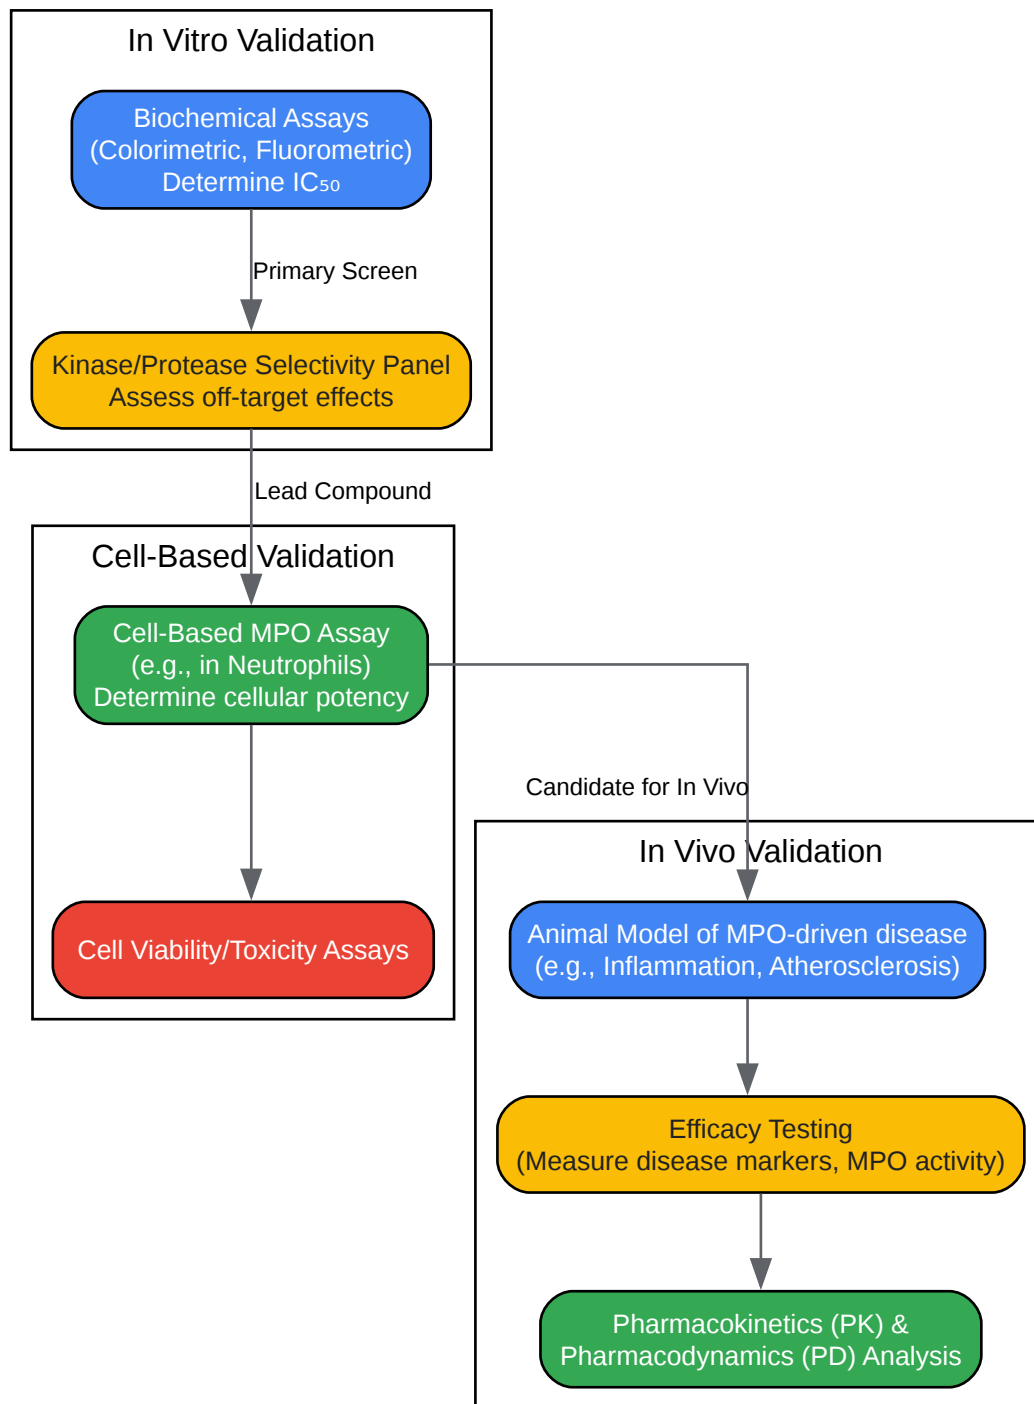 In Vitro Validation
Biochemical Assays
(Colorimetric, Fluorometric)
Determine IC₅₀
Primary Screen
Kinase/Protease Selectivity Panel
Assess off-target effects
Lead Compound
Cell-Based Validation
Cell-Based MPO Assay
(e.g., in Neutrophils)
Determine cellular potency
Cell Viability/Toxicity Assays
Candidate for In Vivo
In Vivo Validation
Animal Model of MPO-driven disease
(e.g., Inflammation, Atherosclerosis)
Efficacy Testing
(Measure disease markers, MPO activity)
Pharmacokinetics (PK) &
Pharmacodynamics (PD) Analysis